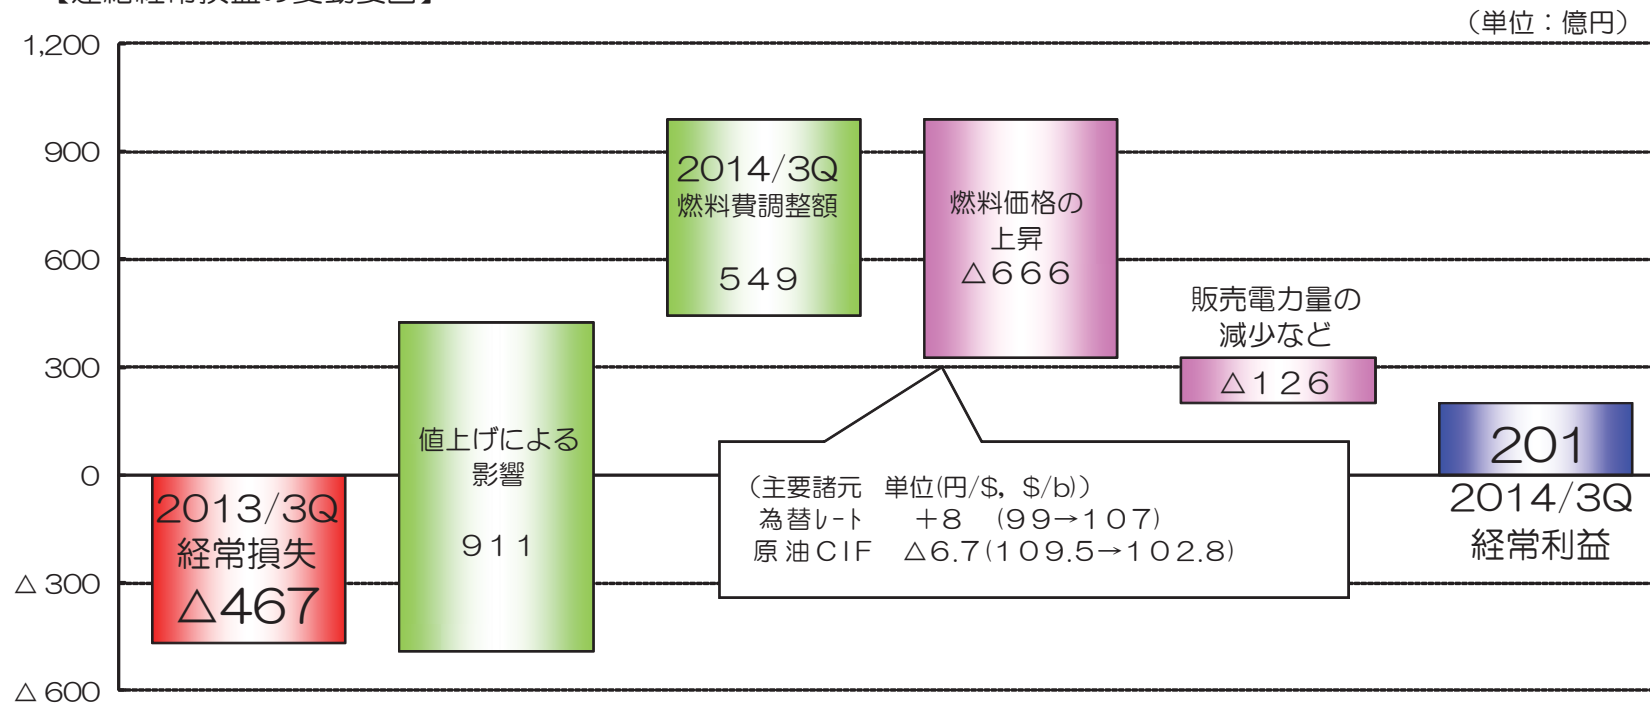 （単位：億円）
1,200
900
600
300
0
△300
△600
2013/3Q
経常損失
△467
値上げによる
影響
９１１
2014/3Q
燃料費調整額
５４９
燃料価格の
上昇
△６６６
販売電力量の
減少など
△１２６
201
2014/3Q
経常利益
（主要諸元　単位(円/$，$/b)）
為替ﾚｰﾄ　　＋８　（９９→１０７）
原油ＣＩＦ　△６.７(１０９.５→１０２.８)